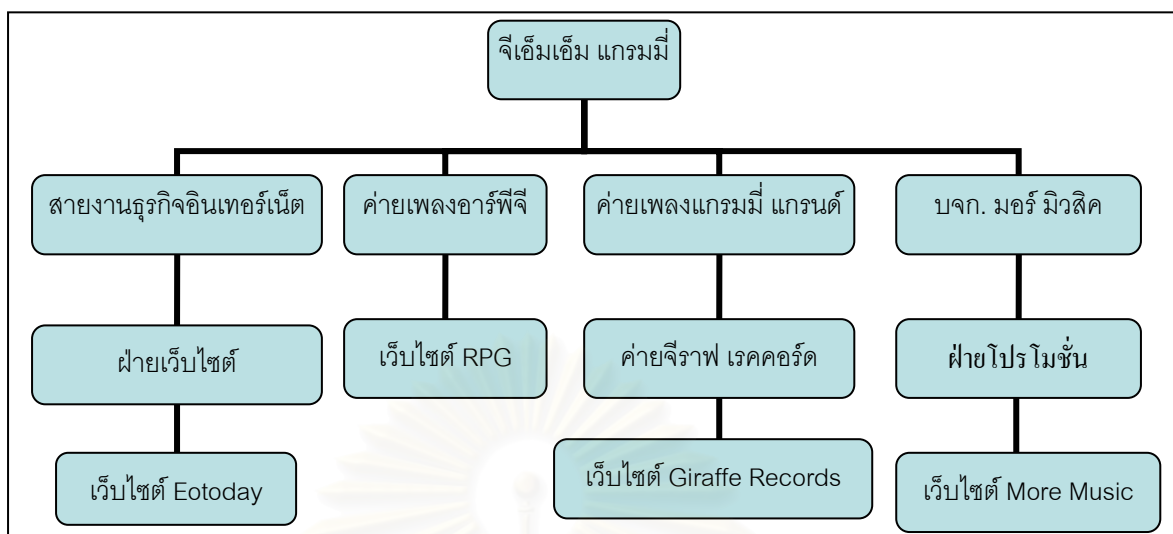 จีเอ็มเอ็ม แกรมมี่
สายงานธุรกิจอินเทอร์เน็ต
ค่ายเพลงอาร์พีจี
ค่ายเพลงแกรมมี่ แกรนด์
บจก. มอร์ มิวสิค
ฝ่ายเว็บไซต์
เว็บไซต์ RPG
ค่ายจีราฟ เรคคอร์ด
ฝ่ายโปรโมชั่น
เว็บไซต์ Eotoday
เว็บไซต์ Giraffe Records
เว็บไซต์ More Music